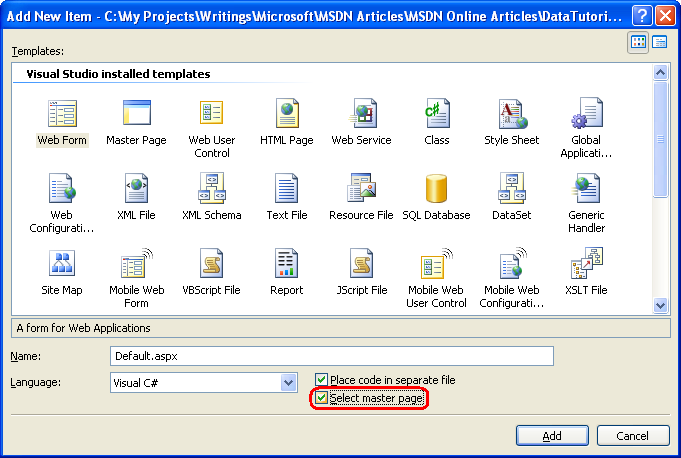 Add New Item - C:\My Projects\Writings\Microsoft\MSDN Articles\MSDN Online Articles\DataTutori...
Templates:
Visual Studio installed templates
Web Form
Master Page
Web User
Control
HTML Page
Web Service
Class
Style Sheet
Global
Applicatio...
Web
Configurati...
XML File
XML Schema
Text File
Resource File
SQL Database
DataSet
Generic
Handler
Site Map
Mobile Web
Form
VBScript File
Report
JScript File
Mobile Web
User Control
Mobile Web
Configurati...
XSLT File
A form for Web Applications
Name: Default.aspx
Language: Visual C# Place code in separate file
Select master page
Add Cancel